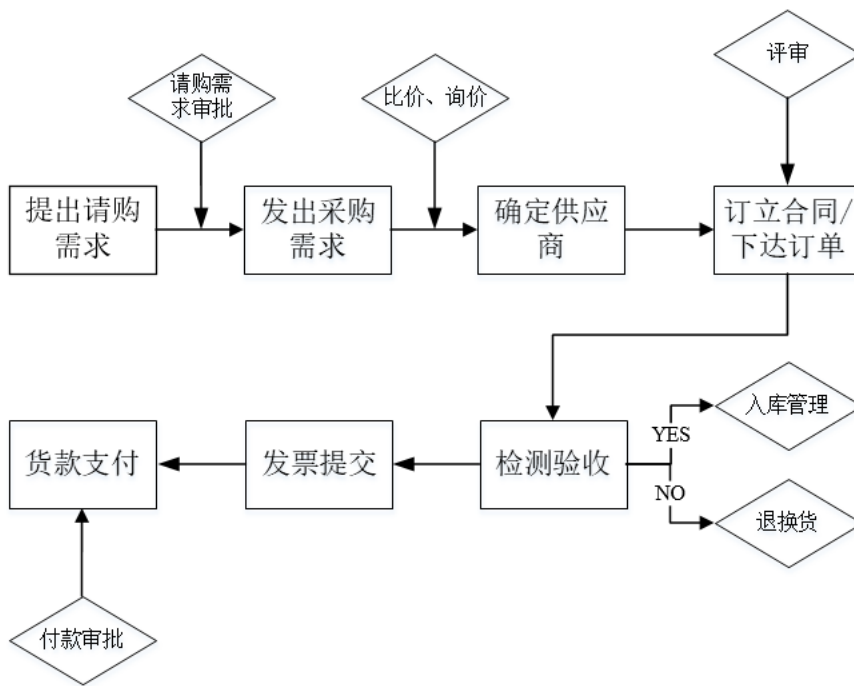 请购需
求审批
比价、询价
评审
提出请购
需求
发出采购
需求
确定供应
商
订立合同/
下达订单
入库管理
YES
货款支付
发票提交
检测验收
NO
退换货
付款审批